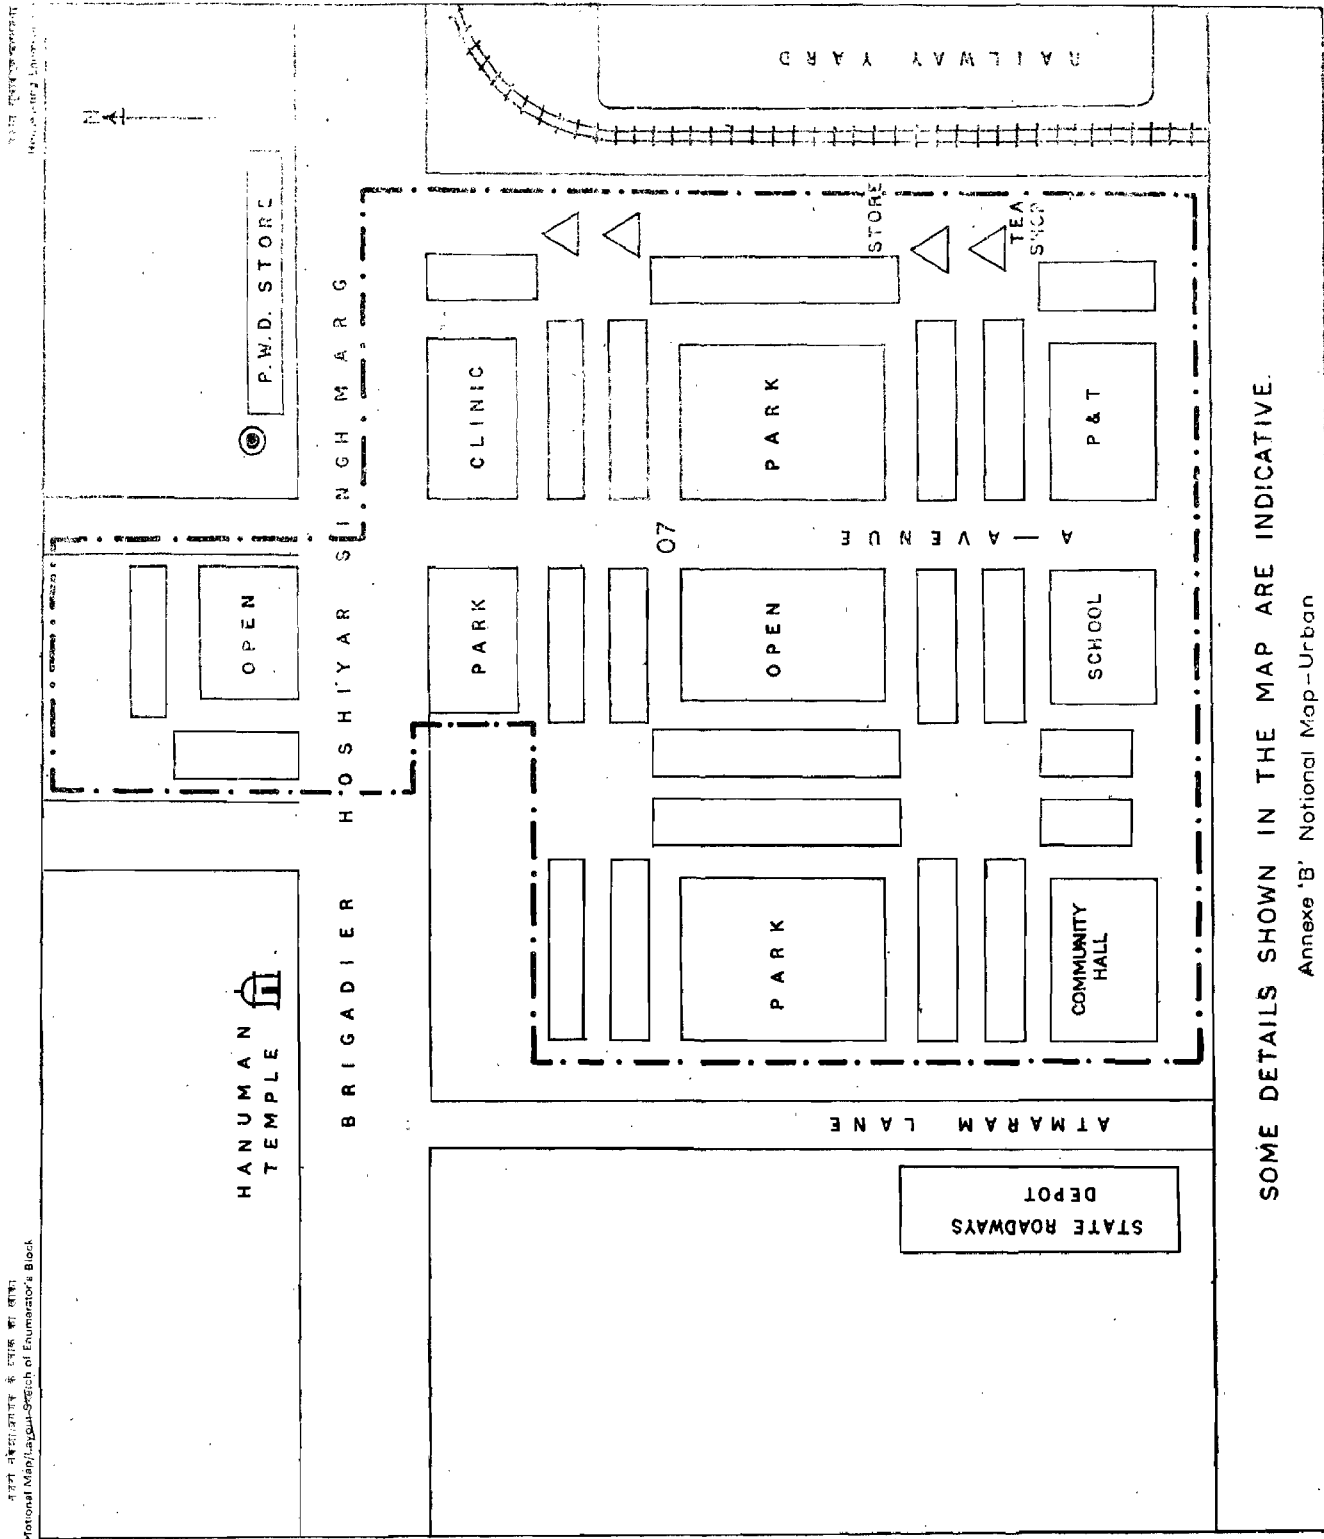 Notional Map/Layout Sketch of Enumerator's Block
N
P.W.D. STORE
HANUMAN
TEMPLE
OPEN
BRIGADIER HOSHIYAR SINGH MARG
PARK
CLINIC
07
PARK
OPEN
PARK
A — AVENUE
STORE
TEA
SHOP
RAILWAY YARD
COMMUNITY
HALL
SCHOOL
P & T
ATMARAM LANE
STATE ROADWAYS
DEPOT
SOME DETAILS SHOWN IN THE MAP ARE INDICATIVE.
Annexe 'B' Notional Map-Urban